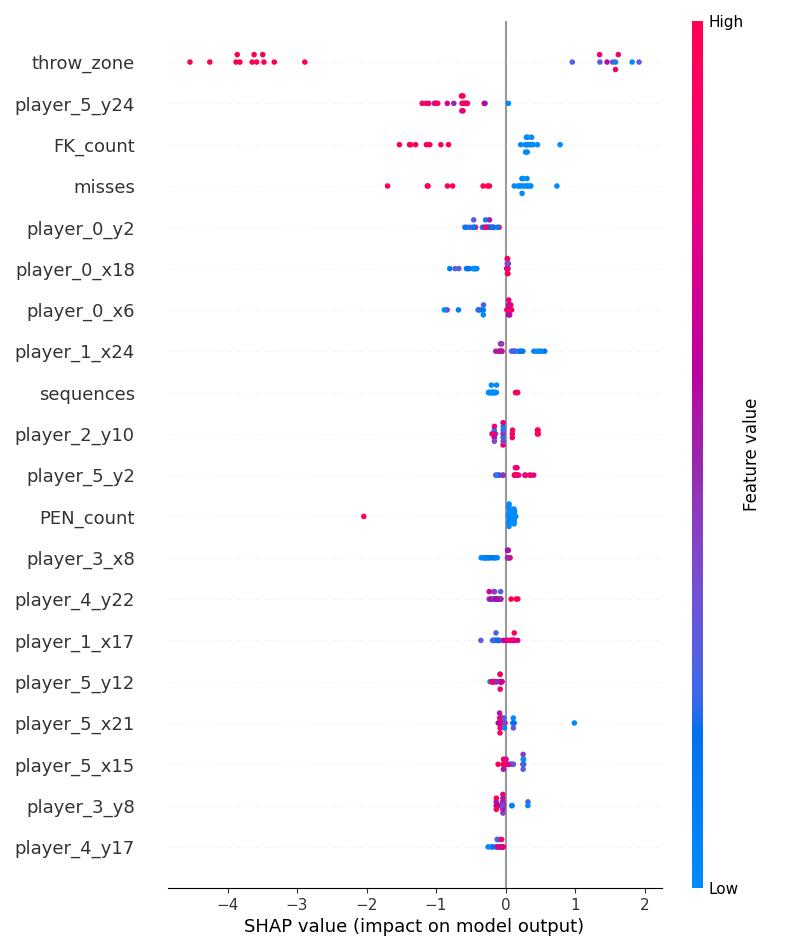 High
throw_zone
player_5_y24
FK_count
misses
player_0_y2
player_0_x18
player_0_x6
player_1_x24
sequences
player_2_y10
player_5_y2
PEN_count
player_3_x8
player_4_y22
player_1_x17
player_5_y12
player_5_x21
player_5_x15
player_3_y8
player_4_y17
Feature value
Low
−4 −3 −2 −1 0 1 2
SHAP value (impact on model output)